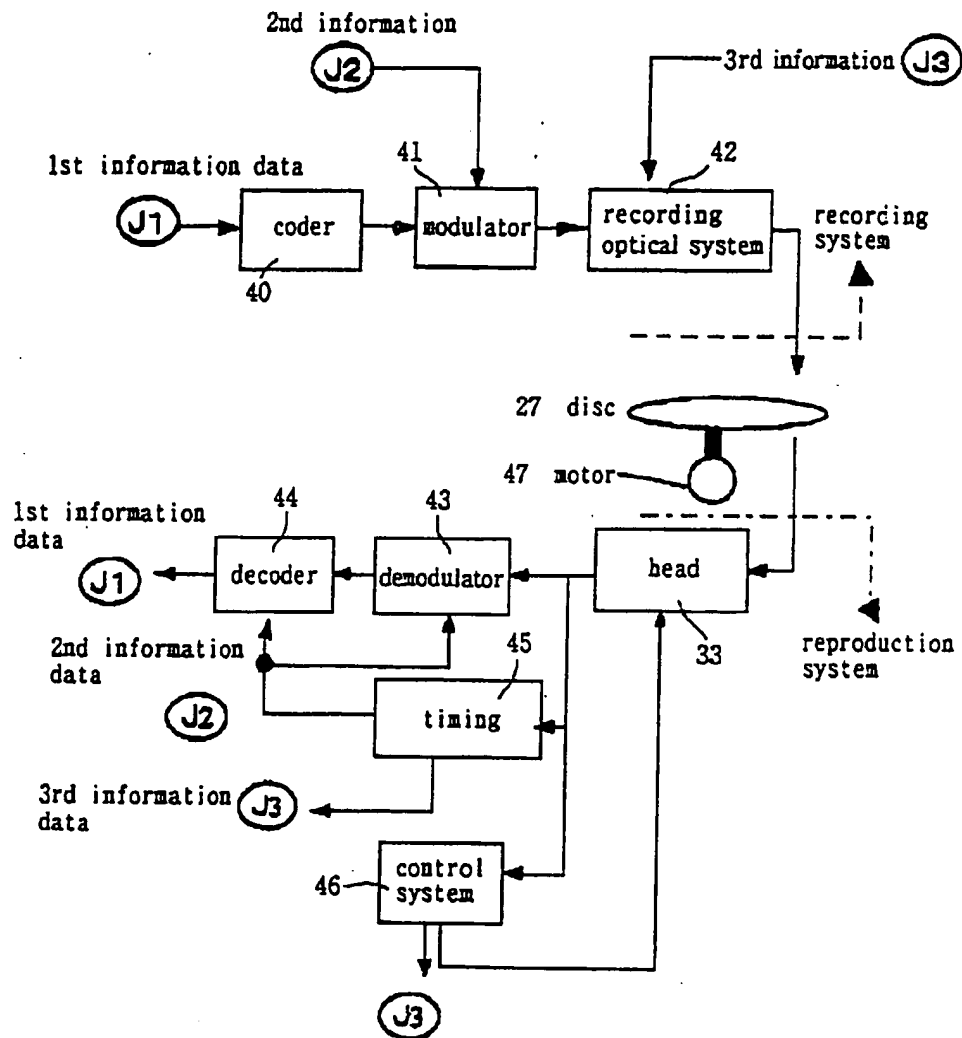 2nd information
J2
3rd information J3
1st information data
J1
coder
40
41
modulator
42
recording
optical system
recording
system
27 disc
47 motor
1st information
data
J1
44
decoder
43
demodulator
head
33
reproduction
system
2nd information
data
J2
45
timing
3rd information
data
J3
46
control
system
J3